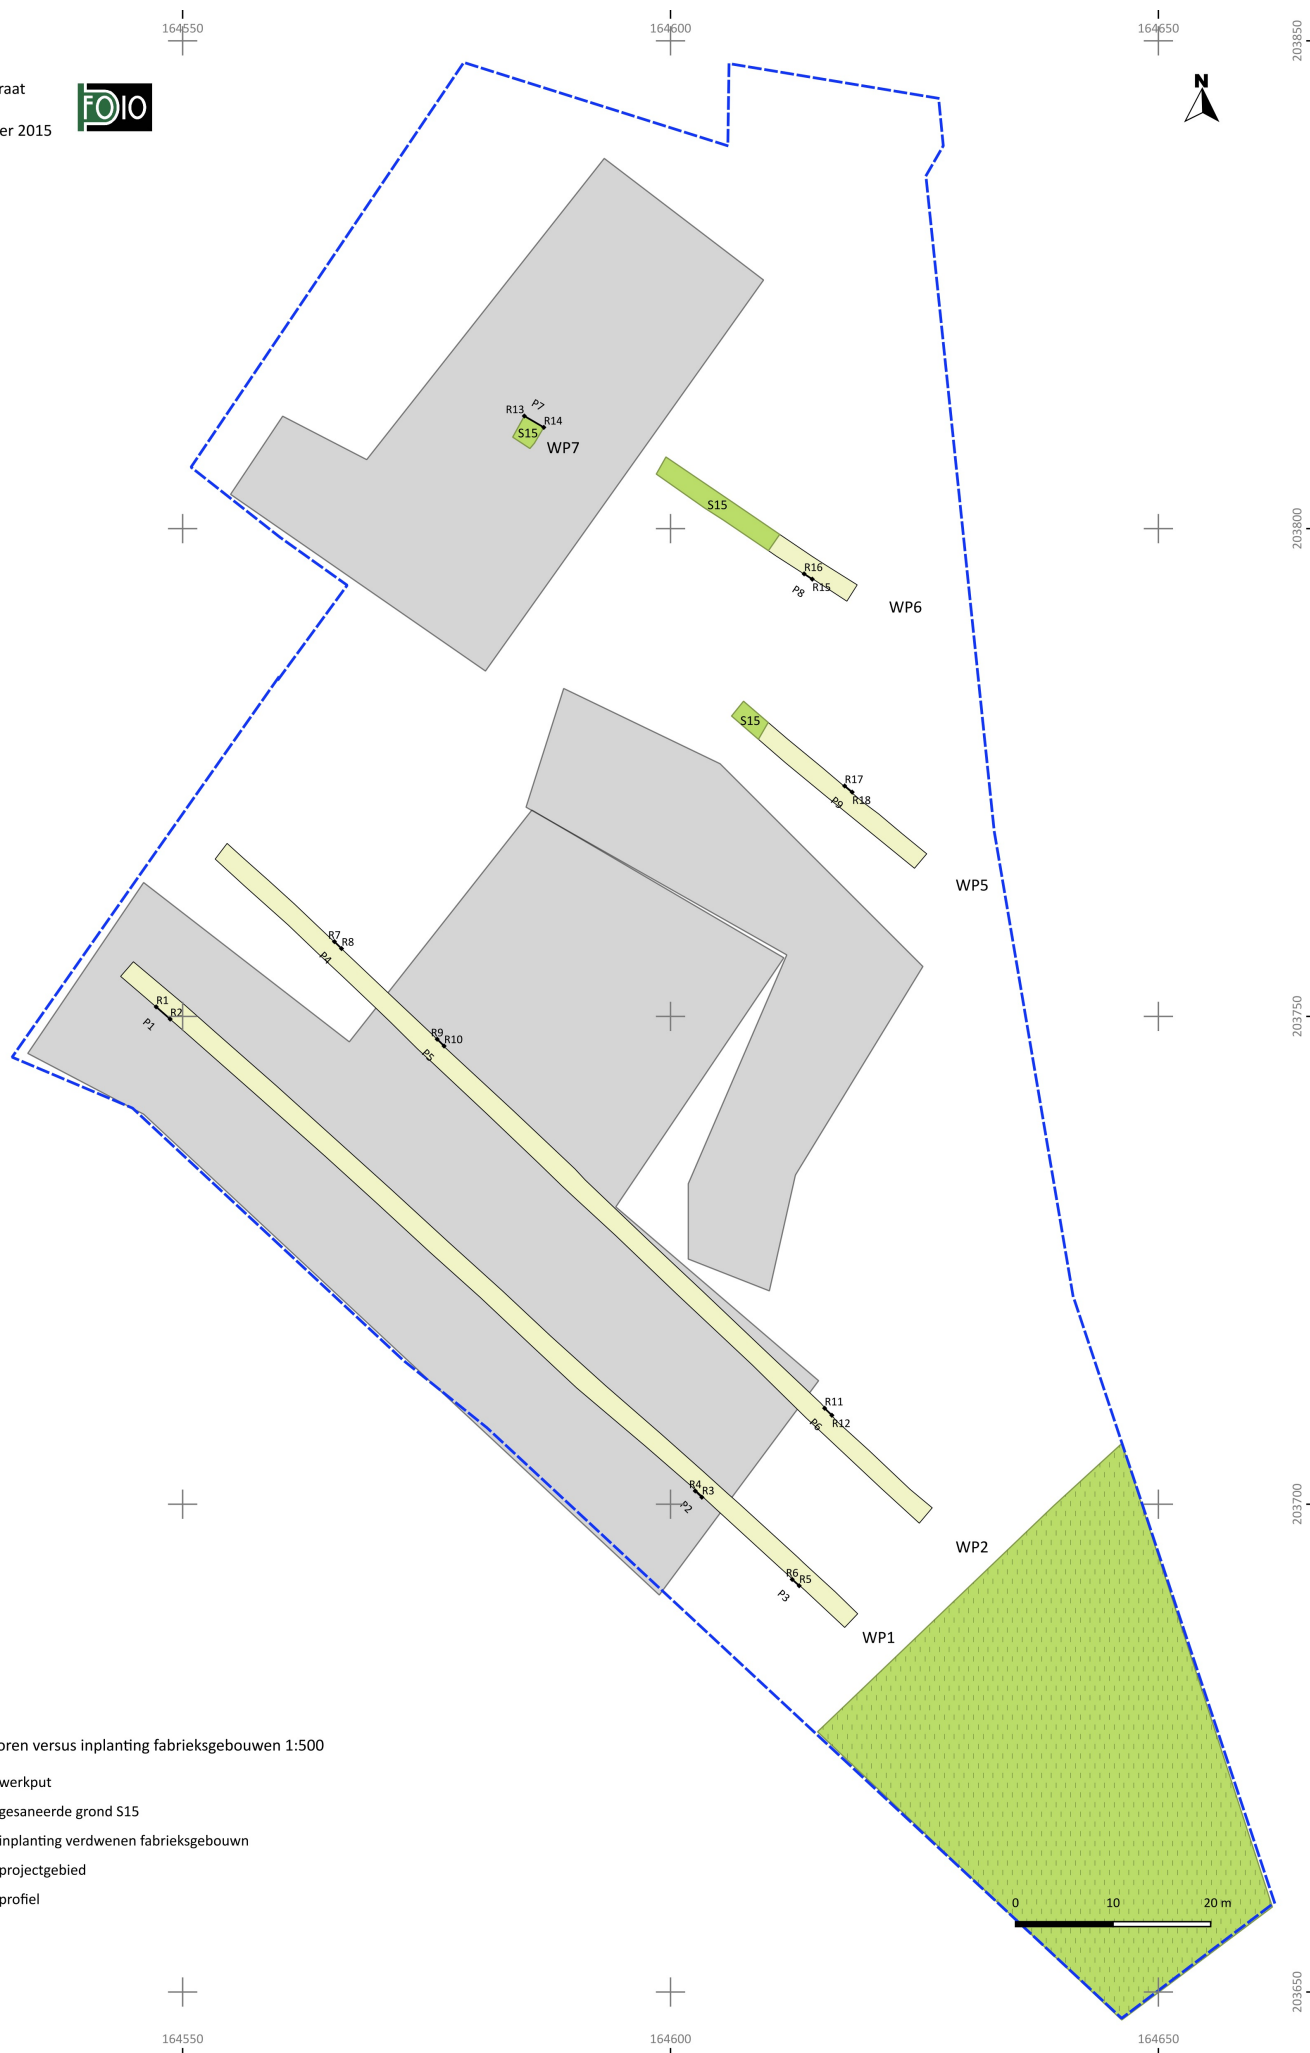 164550
164600
164650
203850
raat
FODIO
N
er 2015
R13
P7
R14
S15
WP7
S15
203800
R16
R15
P8
WP6
S15
R17
R18
P9
WP5
R7
R8
P4
R1
R2
P1
203750
R9
R10
P5
R11
R12
P6
R4
R3
P2
203700
WP2
R6
R5
P3
WP1
oren versus inplanting fabrieksgebouwen 1:500
werkput
gesaneerde grond S15
inplanting verdwenen fabrieksgebouwn
projectgebied
profiel
0 10 20 m
203650
164550
164600
164650